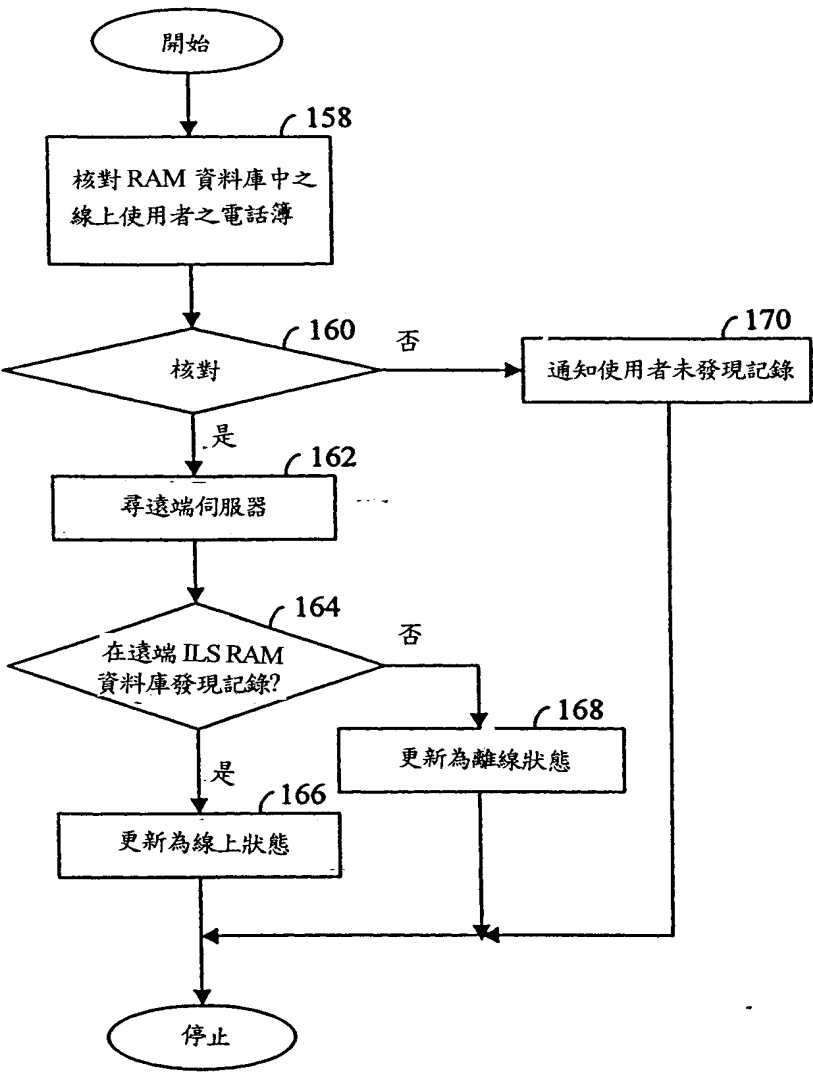 開始
158
核對 RAM 資料庫中之
線上使用者之電話簿
160
核對
否
170
通知使用者未發現記錄
是
162
尋遠端伺服器
164
在遠端 ILS RAM
資料庫發現記錄?
否
168
更新為離線狀態
是
166
更新為線上狀態
停止